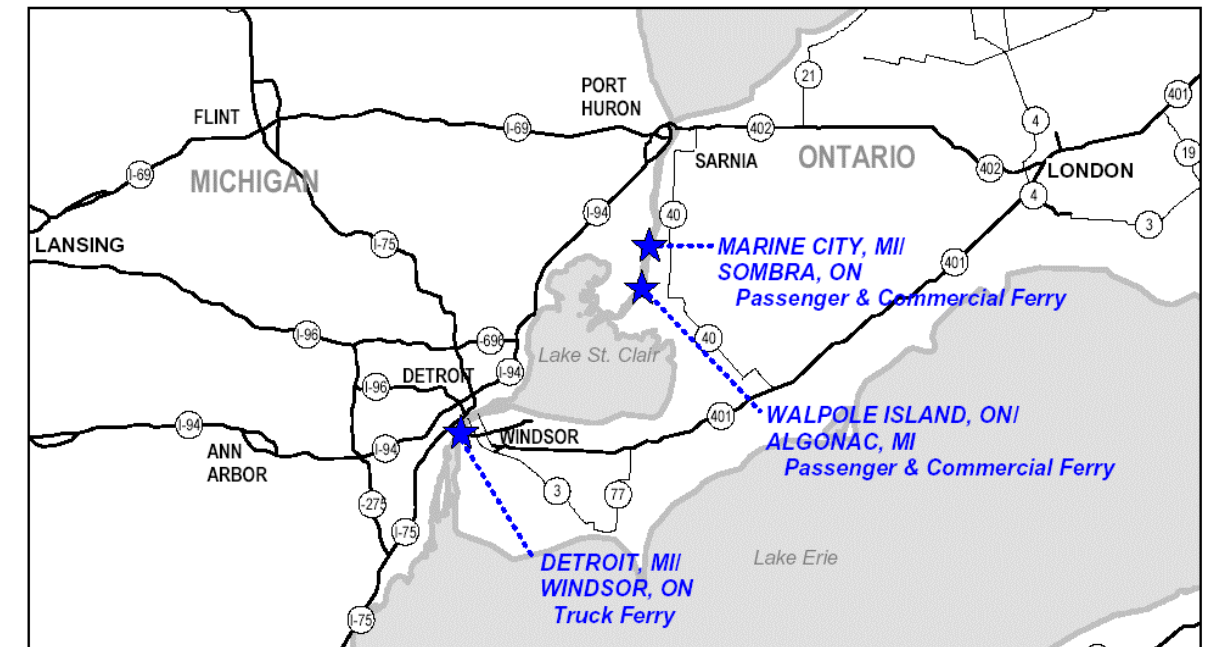 PORT
HURON
21
401
FLINT
I-69
402
4
19
SARNIA
ONTARIO
402
LONDON
I-69
MICHIGAN
4
I-94
40
3
LANSING
I-75
MARINE CITY, MI/
SOMBRA, ON
Passenger & Commercial Ferry
401
I-96
-696
40
Lake St. Clair
DETROIT
I-94
I-96
401
WALPOLE ISLAND, ON/
ALGONAC, MI
Passenger & Commercial Ferry
I-94
WINDSOR
ANN
ARBOR
I-94
3
77
-275
I-75
Lake Erie
DETROIT, MI/
WINDSOR, ON
Truck Ferry
I-75